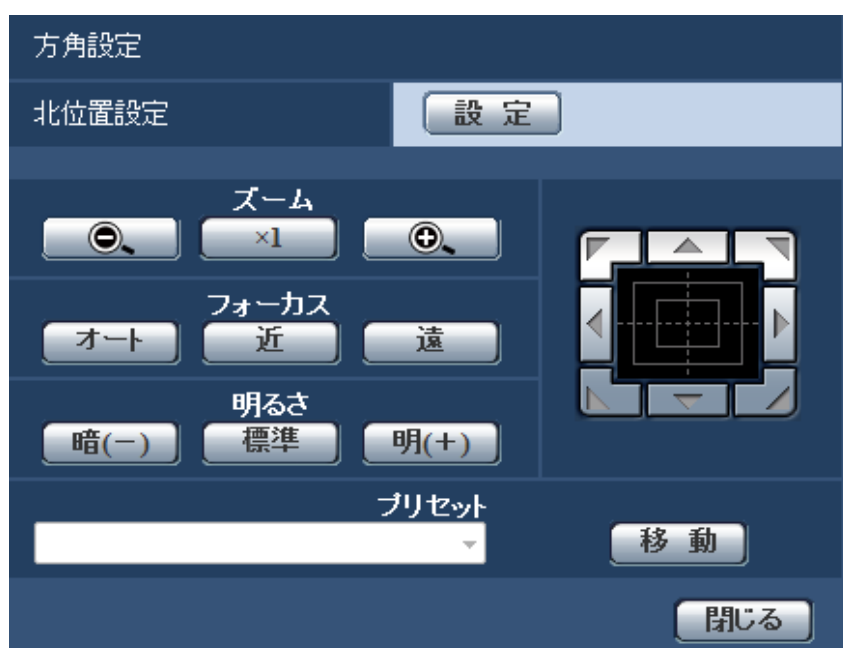 方角設定
北位置設定
設 定
ズーム
×1
フォーカス
オート 近 遠
明るさ
暗(－) 標準 明(＋)
プリセット
移 動
閉じる